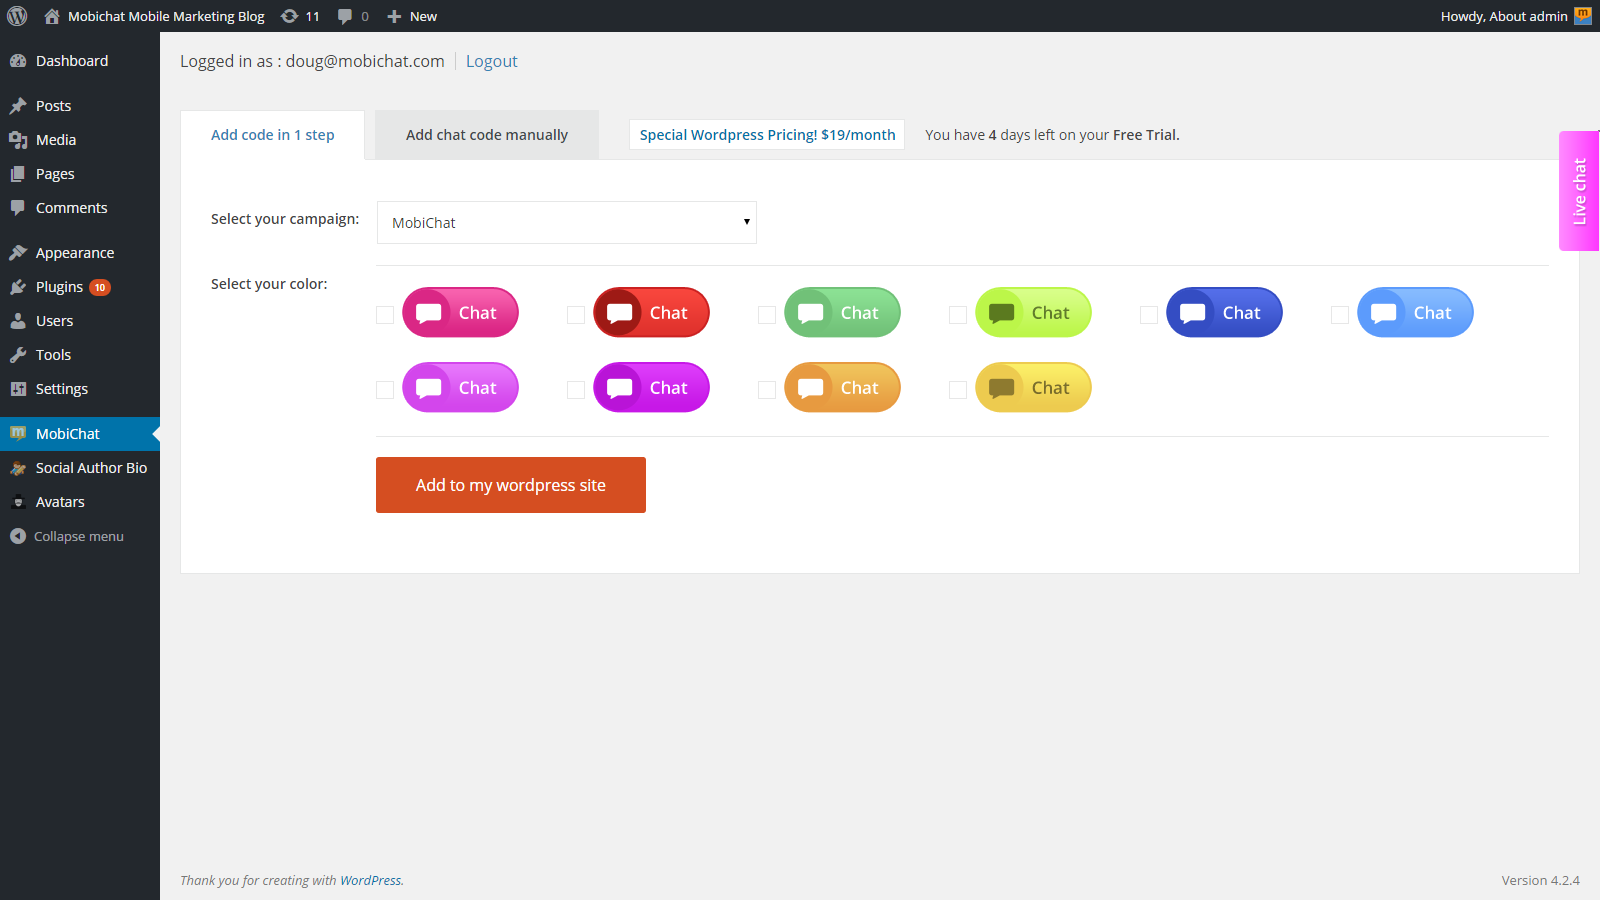 Mobichat Mobile Marketing Blog 11 0 New Howdy, About admin
Dashboard
Posts
Media
Pages
Comments
Appearance
Plugins 10
Users
Tools
Settings
MobiChat
Social Author Bio
Avatars
Collapse menu
Logged in as : doug@mobichat.com Logout
Add code in 1 step Add chat code manually Special Wordpress Pricing! $19/month You have 4 days left on your Free Trial.
Live chat
Select your campaign: MobiChat
Select your color:
Chat Chat Chat Chat Chat Chat
Chat Chat Chat Chat
Add to my wordpress site
Thank you for creating with WordPress. Version 4.2.4